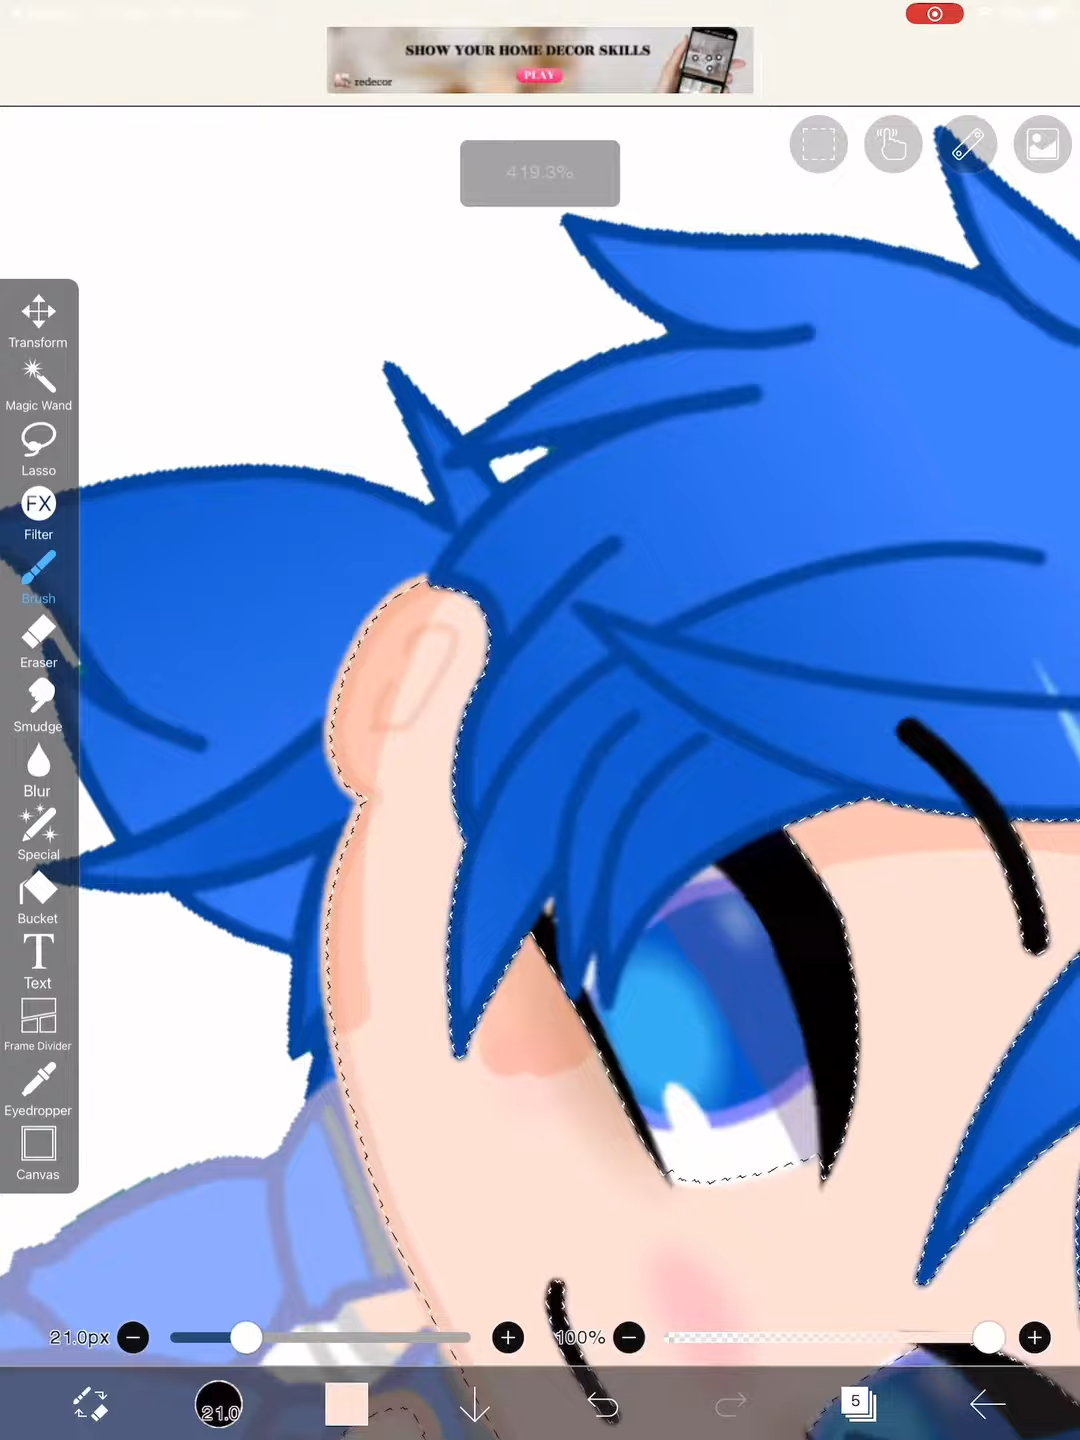 SHOW YOUR HOME DECOR SKILLS
PLAY
redecor
419.3%
Transform
Magic Wand
Lasso
FX
Filter
Brush
Eraser
Smudge
Blur
Special
Bucket
T
Text
Frame Divider
Eyedropper
Canvas
21.0px
100%
21.0
5